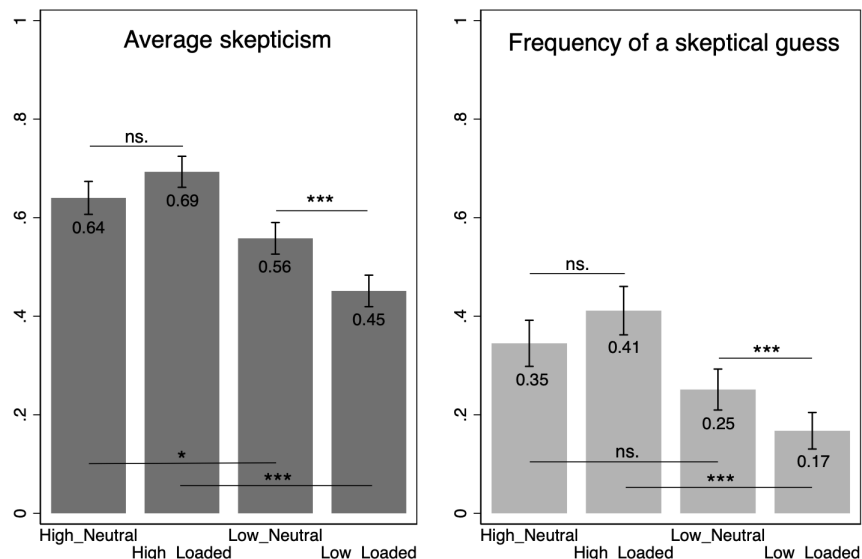 Average skepticism
1
.8
.6
.4
.2
0
ns.
***
0.64
0.69
0.56
0.45
*
***
High_Neutral
High_Loaded
Low_Neutral
Low_Loaded
Frequency of a skeptical guess
1
.8
.6
.4
.2
0
ns.
***
0.35
0.41
0.25
0.17
ns.
***
High_Neutral
High_Loaded
Low_Neutral
Low_Loaded